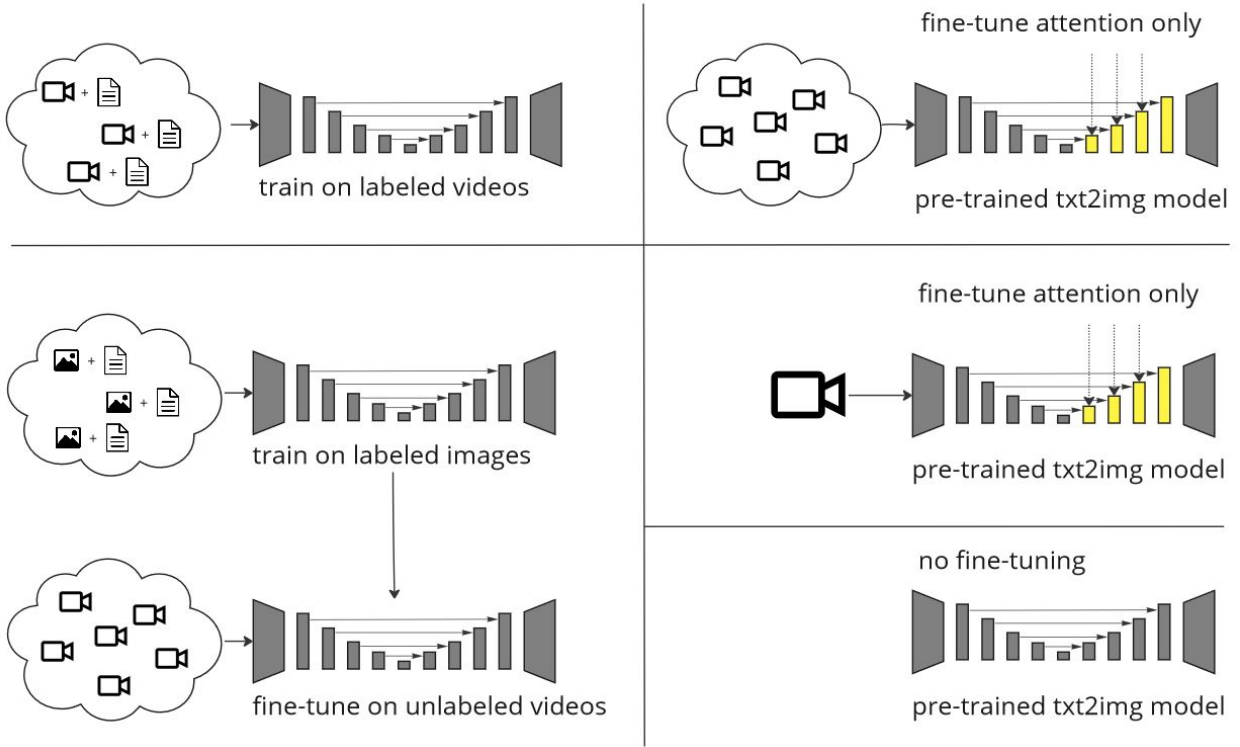 +
+
+
train on labeled videos
+
+
+
train on labeled images
fine-tune on unlabeled videos
fine-tune attention only
pre-trained txt2img model
fine-tune attention only
pre-trained txt2img model
no fine-tuning
pre-trained txt2img model